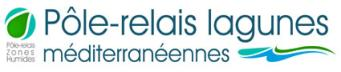 Pôle-relais lagunes
méditerranéennes
Pôle-relais
Zones
Humides